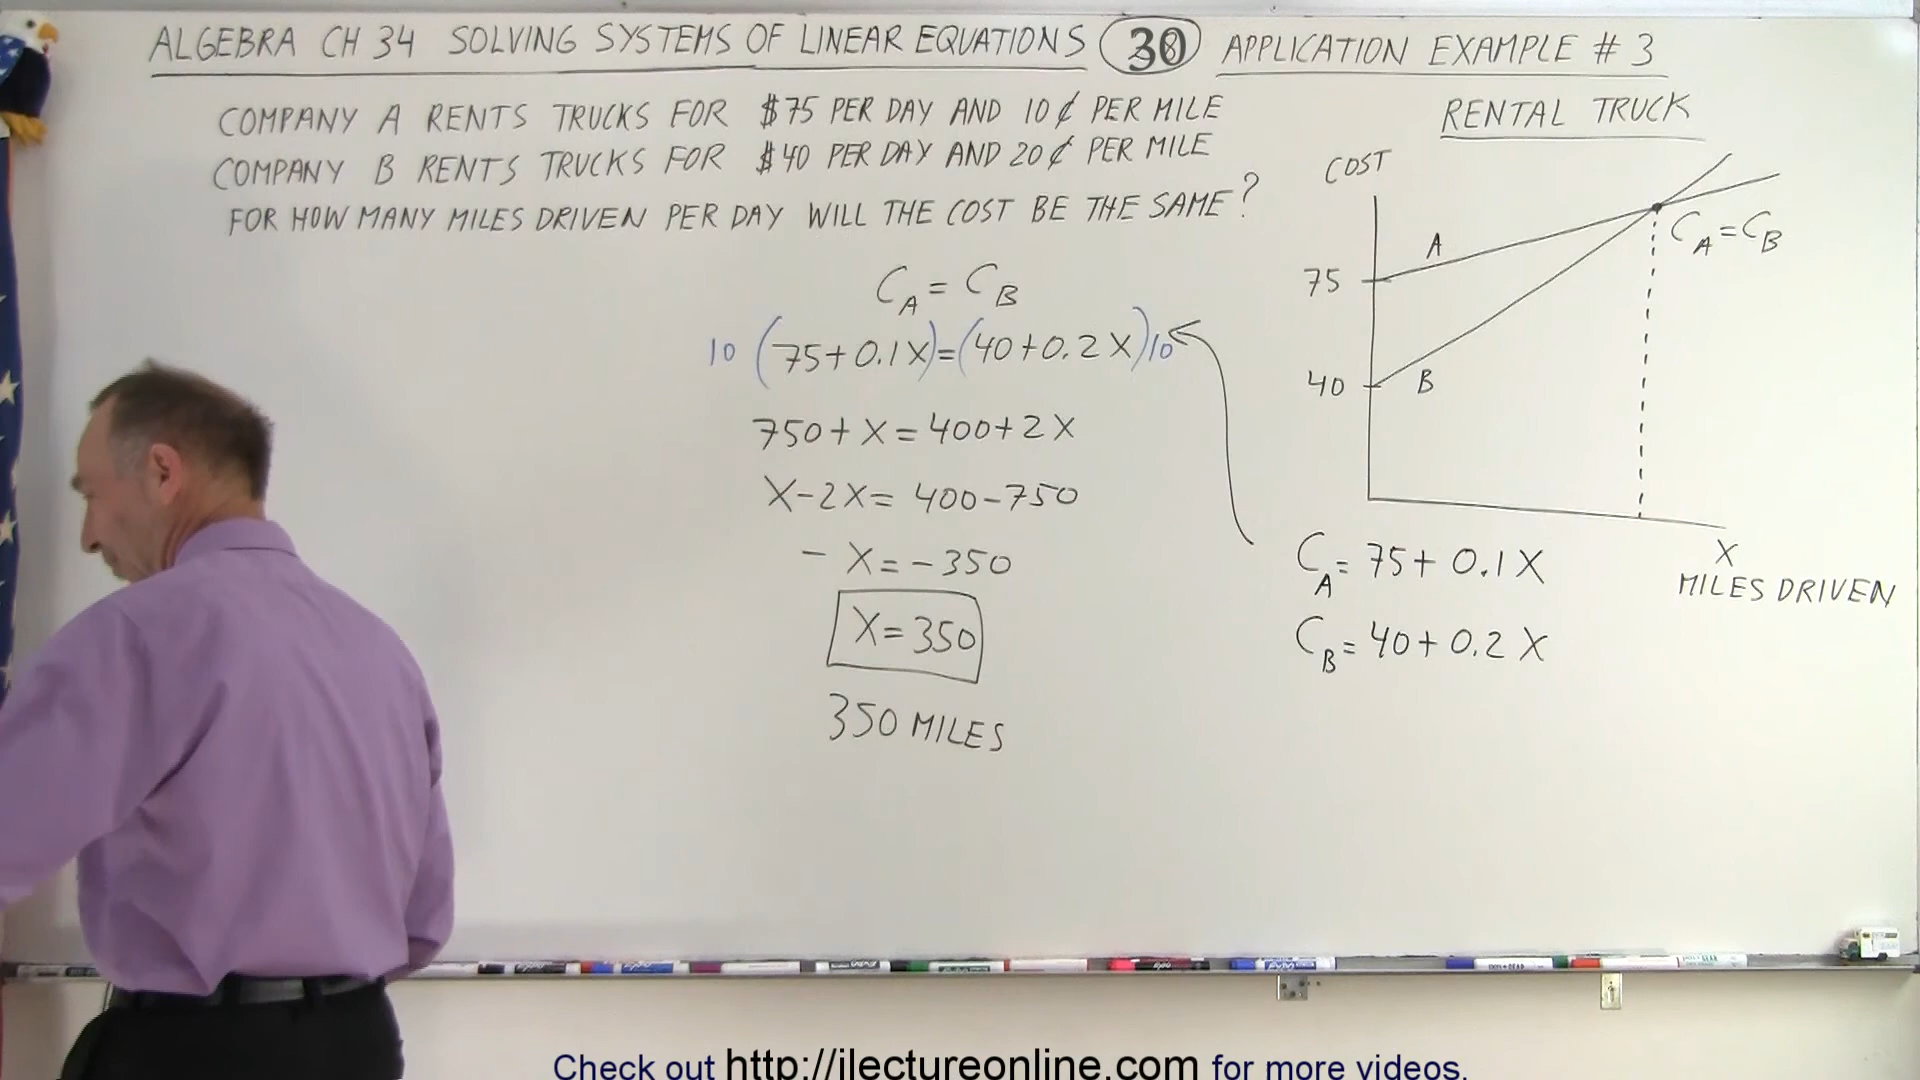 ALGEBRA CH 34 SOLVING SYSTEMS OF LINEAR EQUATIONS 30 APPLICATION EXAMPLE # 3
COMPANY A RENTS TRUCKS FOR $75 PER DAY AND 10¢ PER MILE
COMPANY B RENTS TRUCKS FOR $40 PER DAY AND 20¢ PER MILE
FOR HOW MANY MILES DRIVEN PER DAY WILL THE COST BE THE SAME?
C_A = C_B
10 (75+0.1X)=(40+0.2X)10
750+X=400+2X
X-2X=400-750
-X=-350
X=350
350 MILES
RENTAL TRUCK
COST
A
C_A=C_B
75
40
B
X
MILES DRIVEN
C_A=75+0.1X
C_B=40+0.2X
Check out http://ilectureonline.com for more videos.